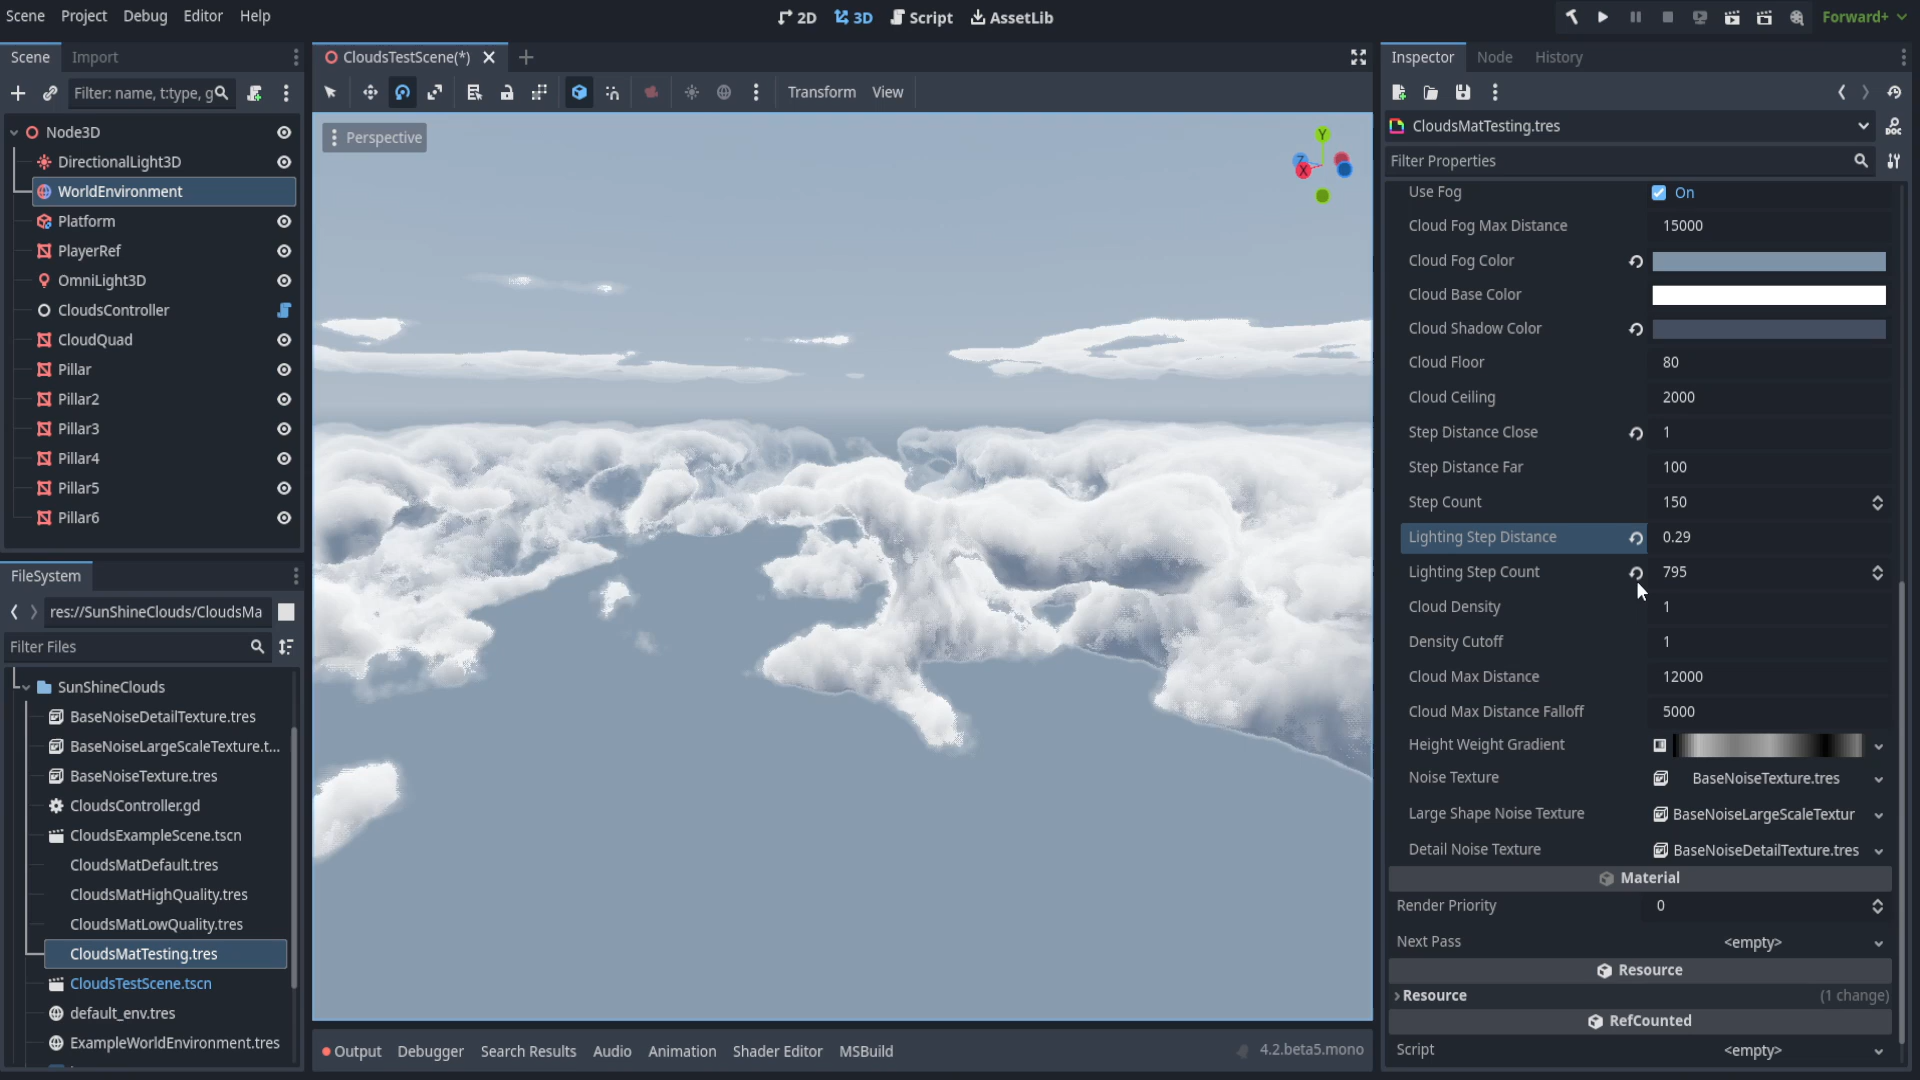 Scene Project Debug Editor Help
2D 3D Script AssetLib
Forward+
Scene Import
Filter: name, t:type, g
Node3D
DirectionalLight3D
WorldEnvironment
Platform
PlayerRef
OmniLight3D
CloudsController
CloudQuad
Pillar
Pillar2
Pillar3
Pillar4
Pillar5
Pillar6
FileSystem
res://SunShineClouds/CloudsMa
Filter Files
SunShineClouds
BaseNoiseDetailTexture.tres
BaseNoiseLargeScaleTexture.t...
BaseNoiseTexture.tres
CloudsController.gd
CloudsExampleScene.tscn
CloudsMatDefault.tres
CloudsMatHighQuality.tres
CloudsMatLowQuality.tres
CloudsMatTesting.tres
CloudsTestScene.tscn
default_env.tres
ExampleWorldEnvironment.tres
CloudsTestScene(*)
Transform View
Perspective
Y
Z
X
Output Debugger Search Results Audio Animation Shader Editor MSBuild 4.2.beta5.mono
Inspector Node History
CloudsMatTesting.tres
Filter Properties
Use Fog On
Cloud Fog Max Distance 15000
Cloud Fog Color
Cloud Base Color
Cloud Shadow Color
Cloud Floor 80
Cloud Ceiling 2000
Step Distance Close 1
Step Distance Far 100
Step Count 150
Lighting Step Distance 0.29
Lighting Step Count 795
Cloud Density 1
Density Cutoff 1
Cloud Max Distance 12000
Cloud Max Distance Falloff 5000
Height Weight Gradient
Noise Texture BaseNoiseTexture.tres
Large Shape Noise Texture BaseNoiseLargeScaleTextur
Detail Noise Texture BaseNoiseDetailTexture.tres
Material
Render Priority 0
Next Pass <empty>
Resource
Resource (1 change)
RefCounted
Script <empty>